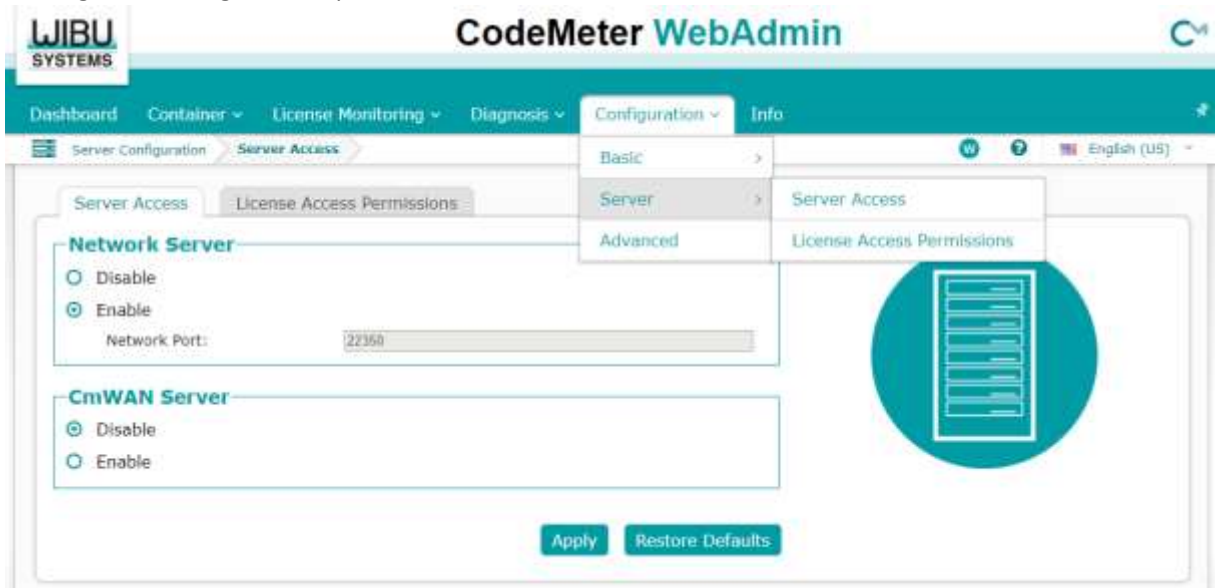 WIBU
SYSTEMS
CodeMeter WebAdmin
Dashboard Container License Monitoring Diagnosis Configuration Info
Server Configuration Server Access English (US)
Basic
Server Access License Access Permissions Server Server Access
Advanced License Access Permissions
Network Server
Disable
Enable
Network Port: 22350
CmWAN Server
Disable
Enable
Apply Restore Defaults